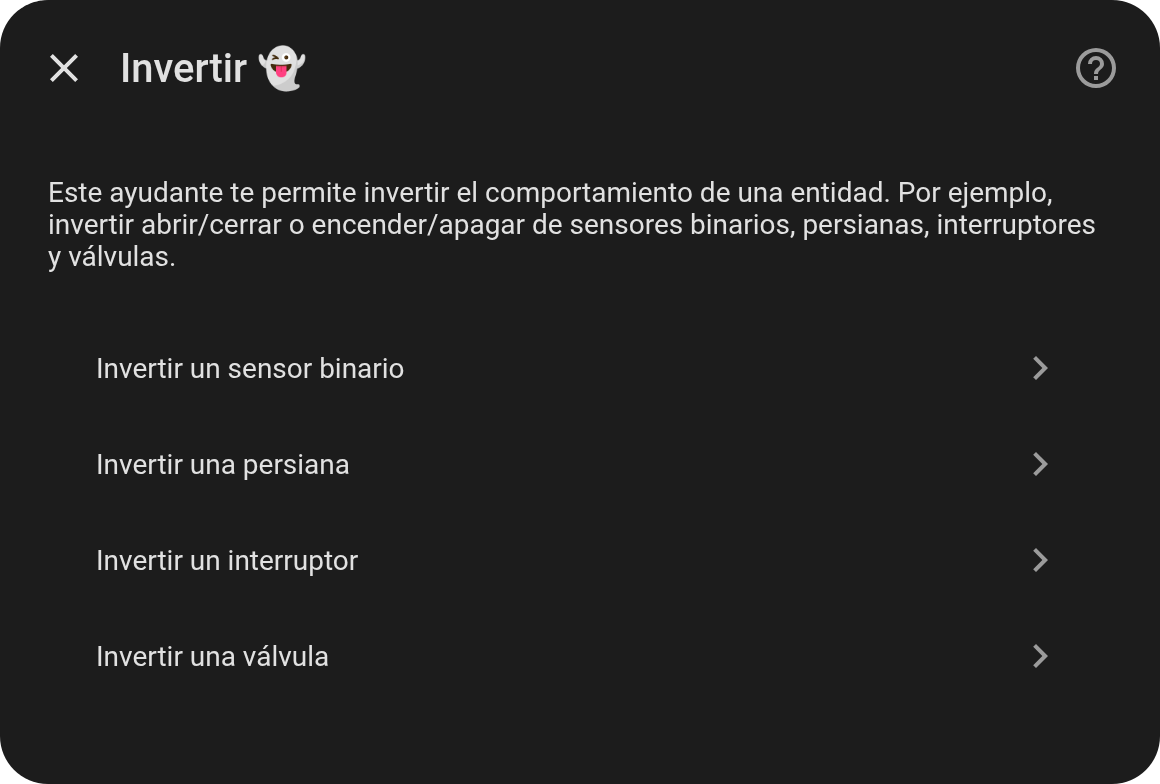 Invertir 👻
Este ayudante te permite invertir el comportamiento de una entidad. Por ejemplo,
invertir abrir/cerrar o encender/apagar de sensores binarios, persianas, interruptores
y válvulas.
Invertir un sensor binario
Invertir una persiana
Invertir un interruptor
Invertir una válvula